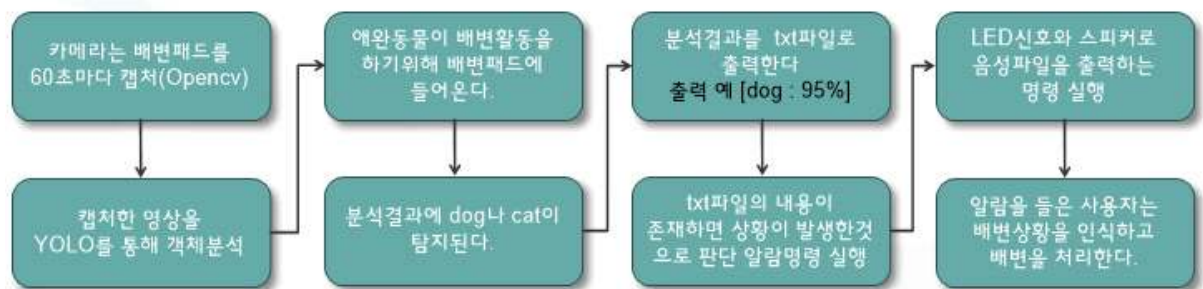 카메라는 배변패드를
60초마다 캡처(Opencv)
캡처한 영상을
YOLO를 통해 객체분석
애완동물이 배변활동을
하기위해 배변패드에
들어온다.
분석결과에 dog나 cat이
탐지된다.
분석결과를 txt파일로
출력한다
출력 예 [dog : 95%]
txt파일의 내용이
존재하면 상황이 발생한것
으로 판단 알람명령 실행
LED신호와 스피커로
음성파일을 출력하는
명령 실행
알람을 들은 사용자는
배변상황을 인식하고
배변을 처리한다.